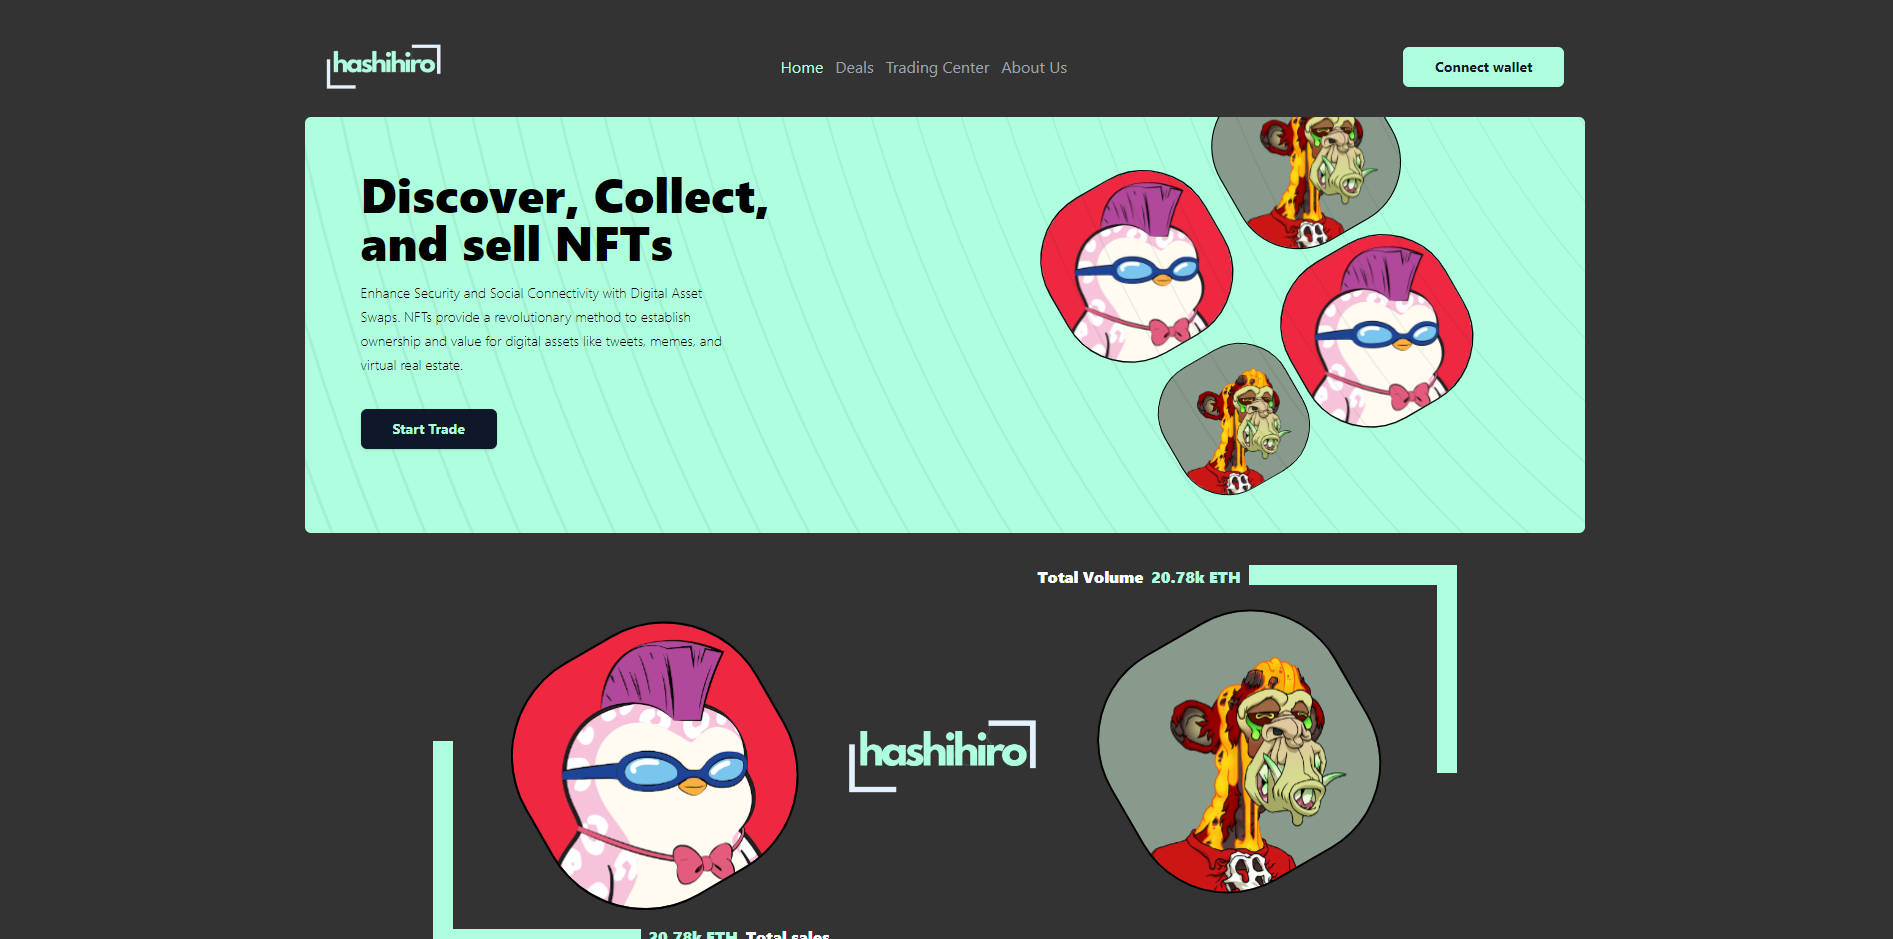 hashihiro
Home Deals Trading Center About Us
Connect wallet
Discover, Collect,
and sell NFTs
Enhance Security and Social Connectivity with Digital Asset
Swaps. NFTs provide a revolutionary method to establish
ownership and value for digital assets like tweets, memes, and
virtual real estate.
Start Trade
Total Volume 20.78k ETH
hashihiro
20.78k ETH Total sales